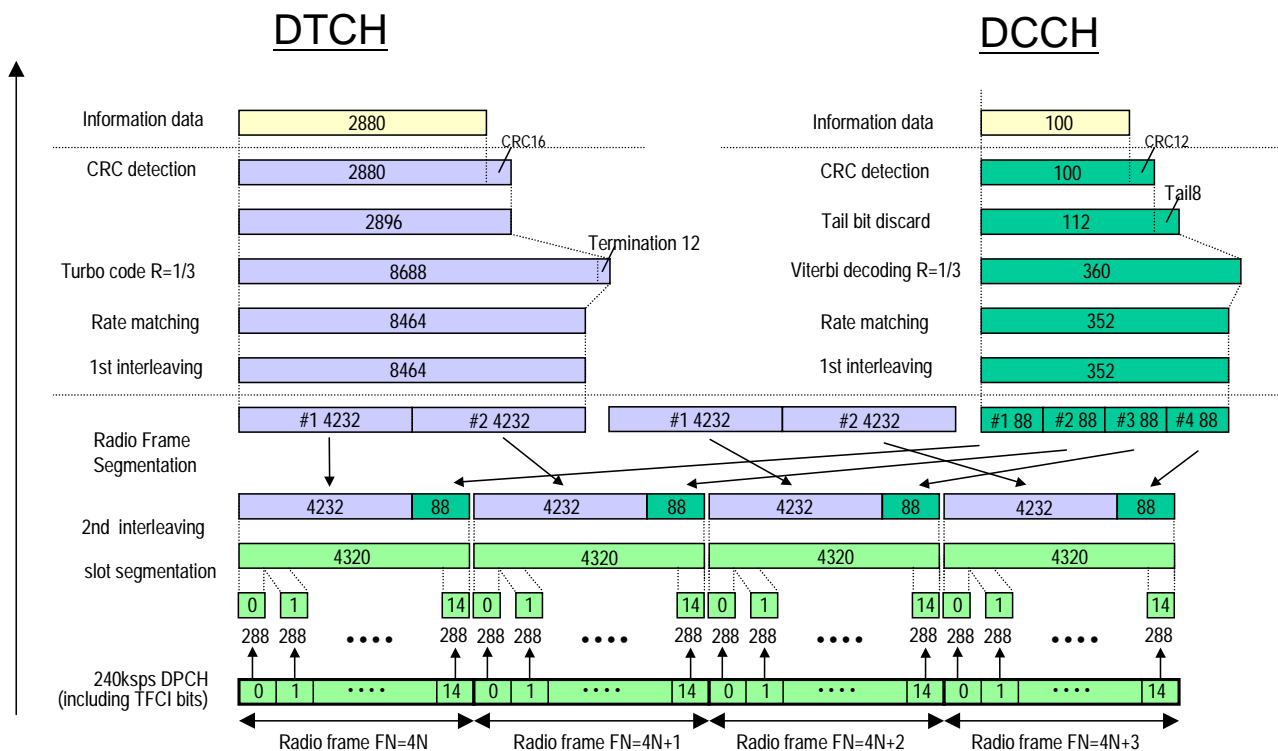 DTCH DCCH
Information data 2880 Information data 100
CRC16 CRC12
CRC detection 2880 CRC detection 100
Tail8
2896 Tail bit discard 112
Termination 12
Turbo code R=1/3 8688 Viterbi decoding R=1/3 360
Rate matching 8464 Rate matching 352
1st interleaving 8464 1st interleaving 352
#1 4232 #2 4232 #1 4232 #2 4232 #1 88 #2 88 #3 88 #4 88
Radio Frame
Segmentation
4232 88 4232 88 4232 88 4232 88
2nd interleaving
4320 4320 4320 4320
slot segmentation
0 1 14 0 1 14 0 1 14 0 1 14
288 288 •••• 288 288 288 •••• 288 288 288 •••• 288 288 288 •••• 288
240ksps DPCH
(including TFCI bits)
0 1 •••• 14 0 1 •••• 14 0 1 •••• 14 0 1 •••• 14
Radio frame FN=4N Radio frame FN=4N+1 Radio frame FN=4N+2 Radio frame FN=4N+3